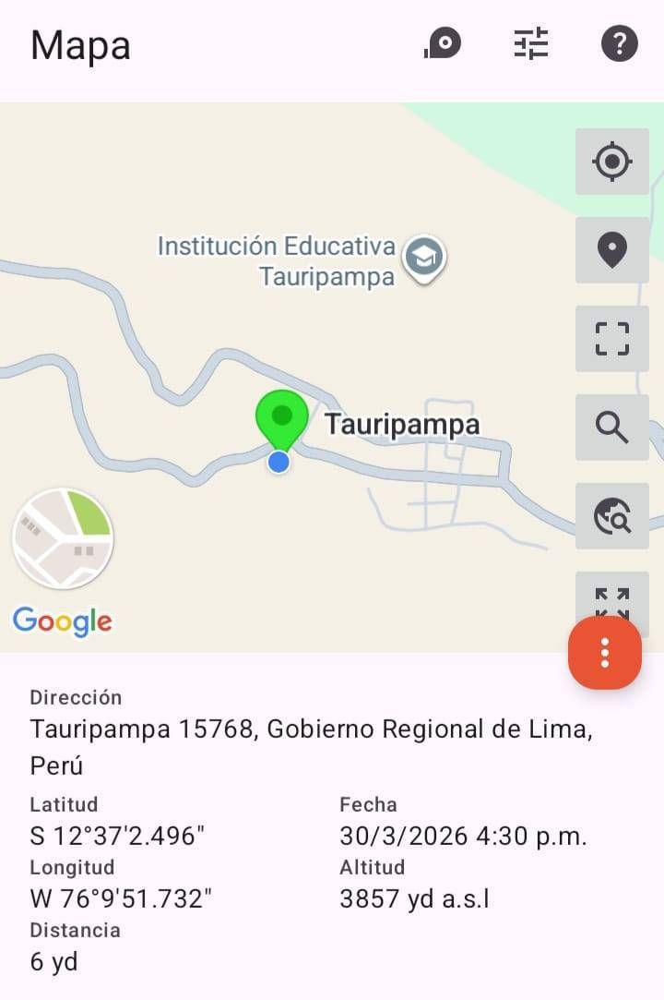 Mapa
Institución Educativa
Tauripampa
Tauripampa
Google
Dirección
Tauripampa 15768, Gobierno Regional de Lima,
Perú
Latitud
S 12°37'2.496"
Fecha
30/3/2026 4:30 p.m.
Longitud
W 76°9'51.732"
Altitud
3857 yd a.s.l
Distancia
6 yd